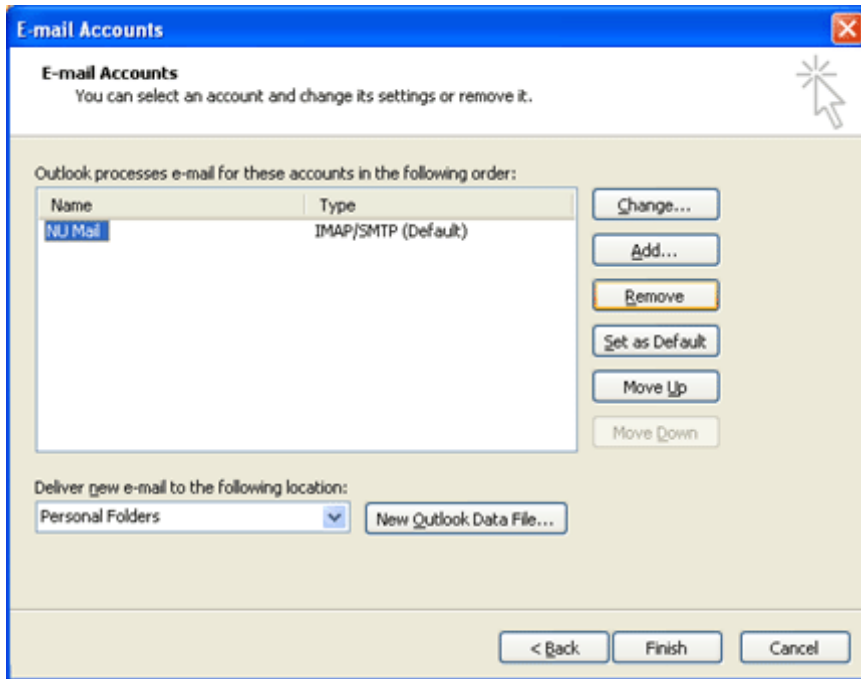 E-mail Accounts
E-mail Accounts
You can select an account and change its settings or remove it.
Outlook processes e-mail for these accounts in the following order:
Name Type
NU Mail IMAP/SMTP (Default)
Change...
Add...
Remove
Set as Default
Move Up
Move Down
Deliver new e-mail to the following location:
Personal Folders New Outlook Data File...
< Back Finish Cancel